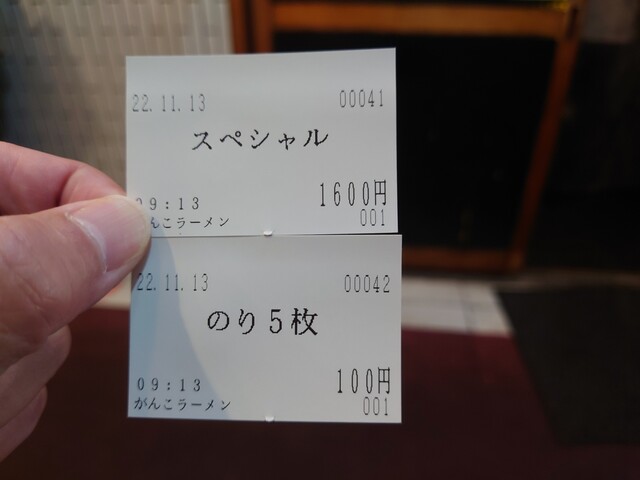 22.11.13 00041
スペシャル
1600円
09:13 001
がんこラーメン
22.11.13 00042
のり5枚
100円
09:13 001
がんこラーメン